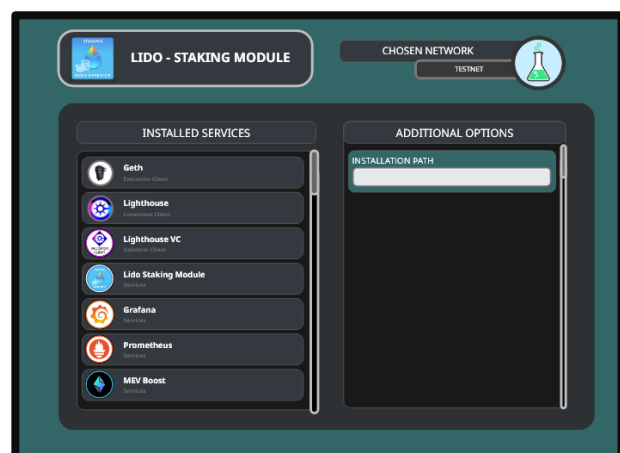 LIDO - STAKING MODULE
CHOSEN NETWORK
TESTNET
INSTALLED SERVICES
Geth
Execution Client
Lighthouse
Consensus Client
Lighthouse VC
Validator Client
Lido Staking Module
Services
Grafana
Services
Prometheus
Services
MEV Boost
Services
ADDITIONAL OPTIONS
INSTALLATION PATH